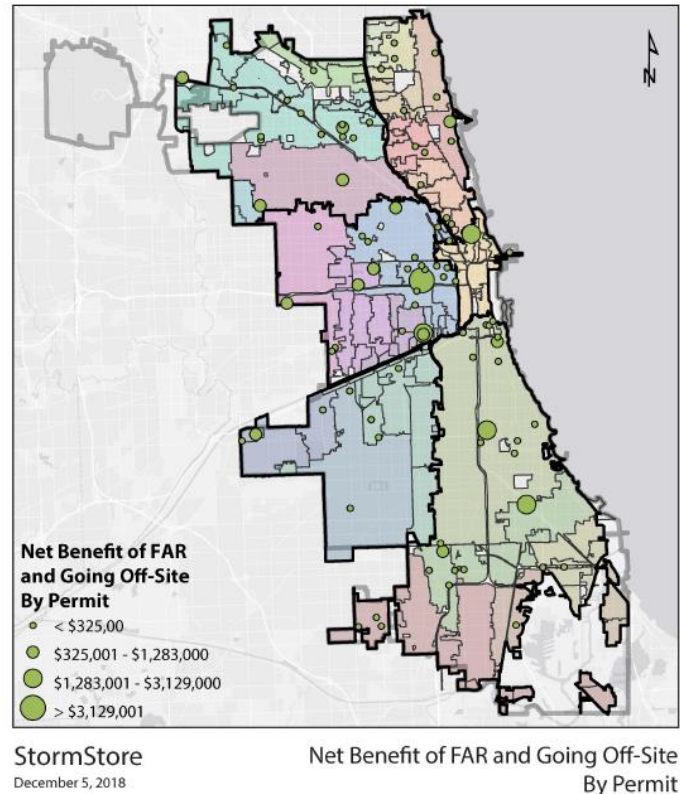 N
Net Benefit of FAR
and Going Off-Site
By Permit
< $325,00
$325,001 - $1,283,000
$1,283,001 - $3,129,000
> $3,129,001
StormStore
December 5, 2018
Net Benefit of FAR and Going Off-Site
By Permit